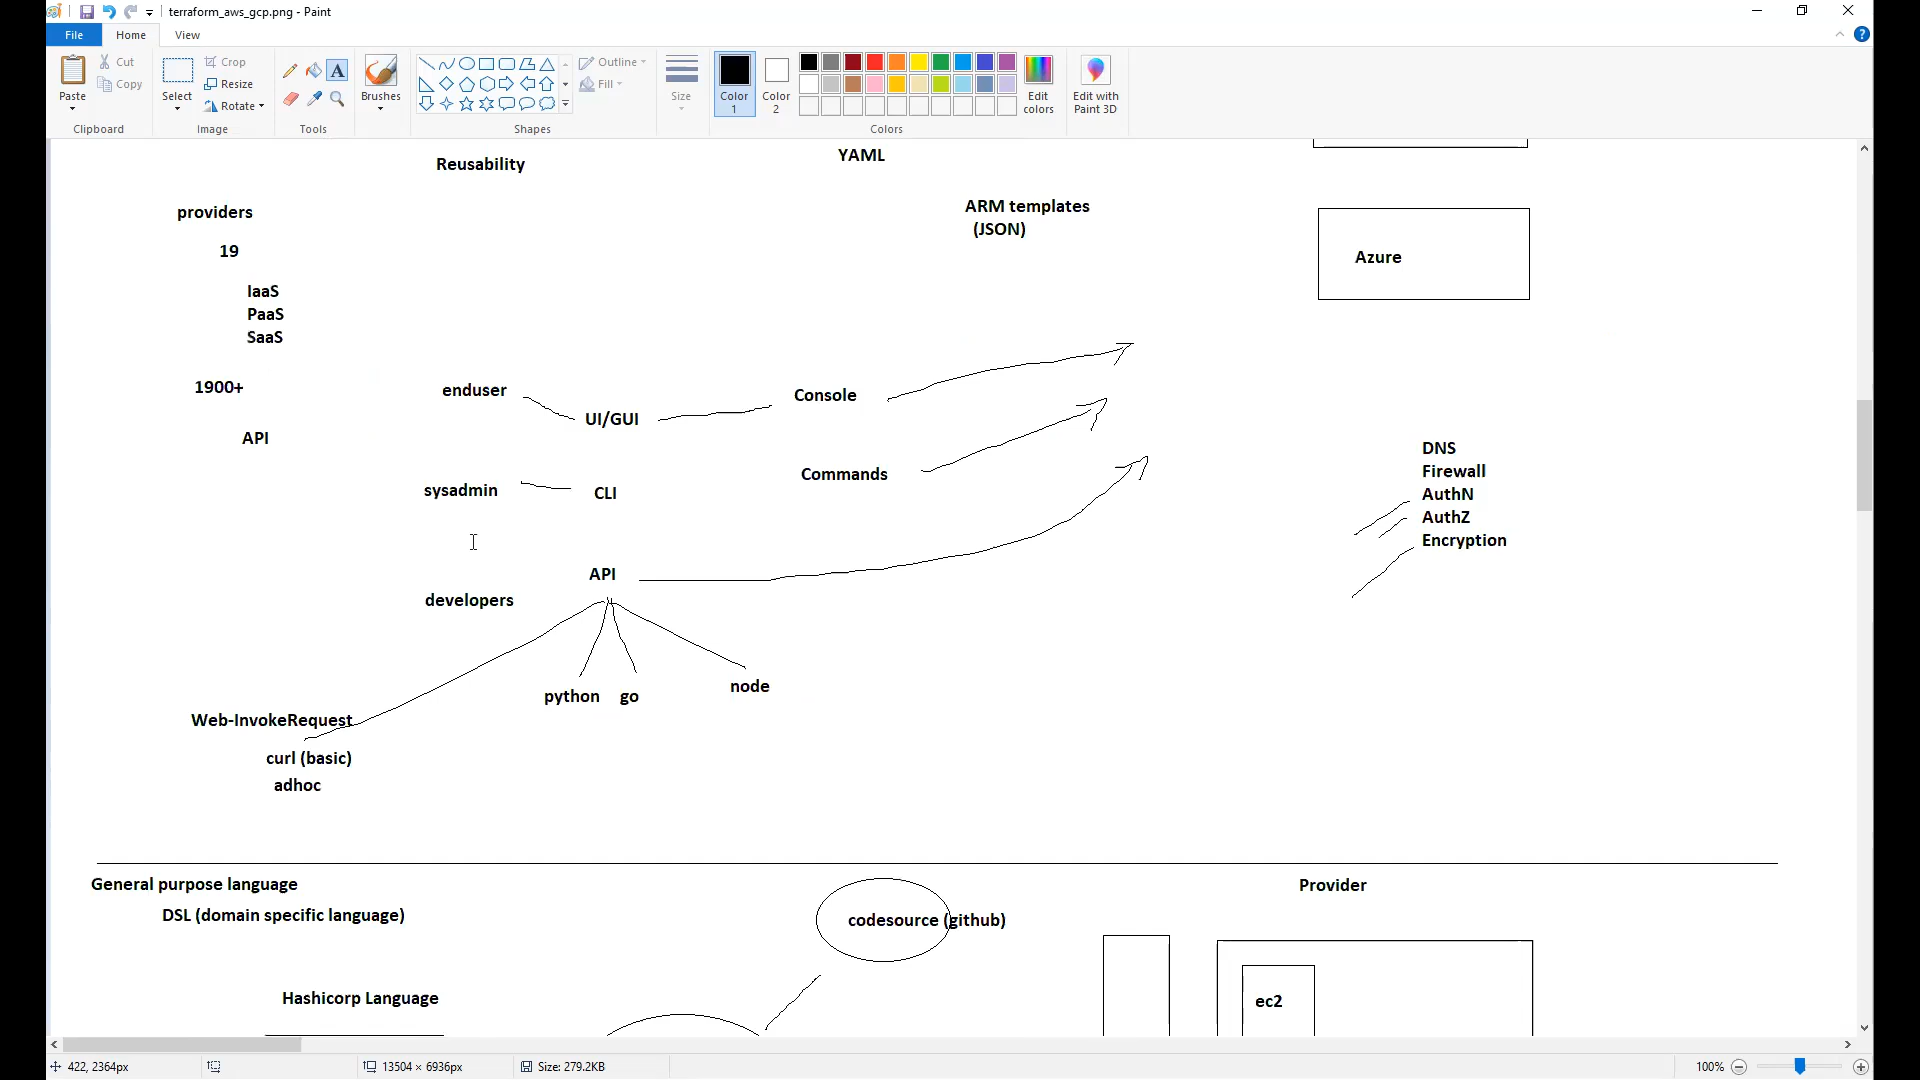 terraform_aws_gcp.png - Paint
File
Home
View
Paste
Cut
Copy
Clipboard
Select
Crop
Resize
Rotate
Image
A
Tools
Brushes
Outline
Fill
Shapes
Size
Color
1
Color
2
Colors
Edit
colors
Edit with
Paint 3D
?
Reusability
YAML
providers
19
IaaS
PaaS
SaaS
1900+
API
ARM templates
(JSON)
Azure
enduser
UI/GUI
Console
sysadmin
CLI
Commands
API
developers
python
go
node
DNS
Firewall
AuthN
AuthZ
Encryption
Web-InvokeRequest
curl (basic)
adhoc
General purpose language
DSL (domain specific language)
codesource (github)
Provider
Hashicorp Language
ec2
422, 2364px
13504 × 6936px
Size: 279.2KB
100%